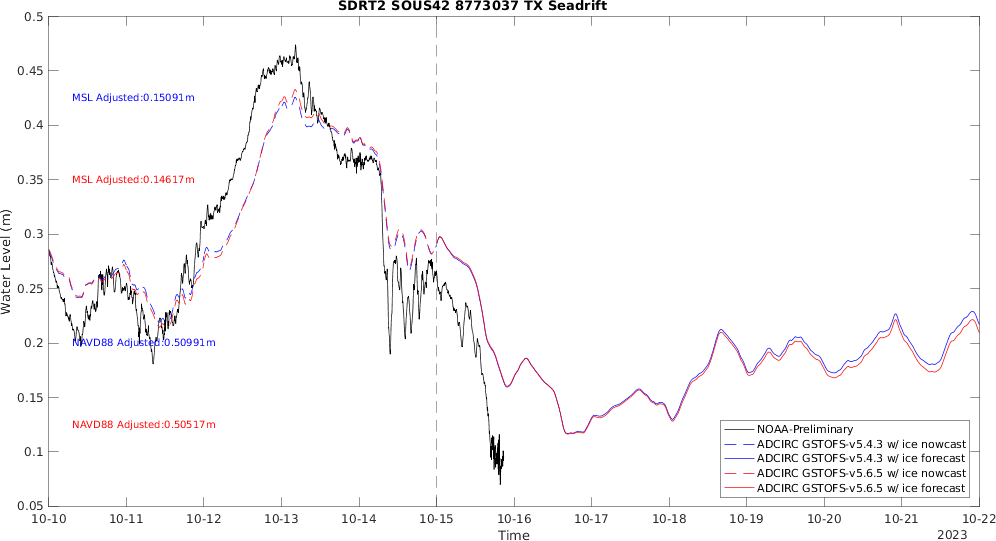 SDRT2 SOUS42 8773037 TX Seadrift
0.5
0.45
0.4
0.35
0.3
0.25
0.2
0.15
0.1
0.05
Water Level (m)
MSL Adjusted:0.15091
MSL Adjusted:0.14617
NAVD88 Adjusted:0.50991
NAVD88 Adjusted:0.50517
NOAA-Preliminary
ADCIRC GSTOFS-v5.4.3 w/ ice nowcast
ADCIRC GSTOFS-v5.4.3 w/ ice forecast
ADCIRC GSTOFS-v5.6.5 w/ ice nowcast
ADCIRC GSTOFS-v5.6.5 w/ ice forecast
10-10 10-11 10-12 10-13 10-14 10-15 10-16 10-17 10-18 10-19 10-20 10-21 10-22
Time
2023